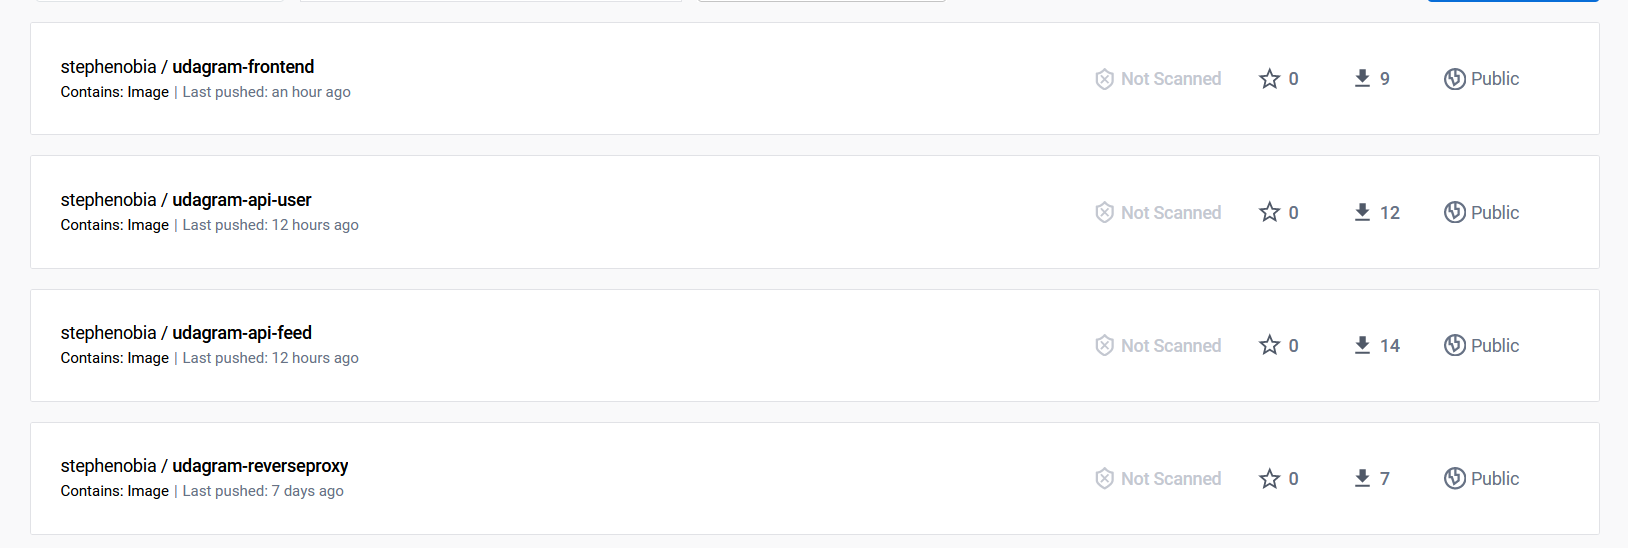 stephenobia / udagram-frontend
Contains: Image | Last pushed: an hour ago
Not Scanned 0 9 Public
stephenobia / udagram-api-user
Contains: Image | Last pushed: 12 hours ago
Not Scanned 0 12 Public
stephenobia / udagram-api-feed
Contains: Image | Last pushed: 12 hours ago
Not Scanned 0 14 Public
stephenobia / udagram-reverseproxy
Contains: Image | Last pushed: 7 days ago
Not Scanned 0 7 Public